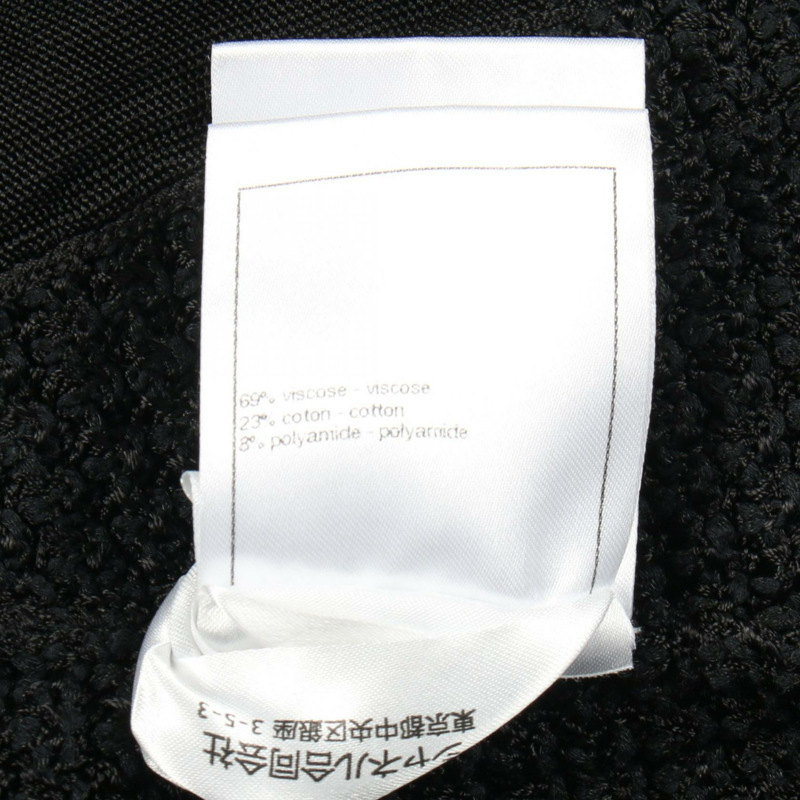 69% viscose - viscose
23% coton - cotton
8% polyamide - polyamide
シャネル合同会社
東京都中央区銀座 3-5-3